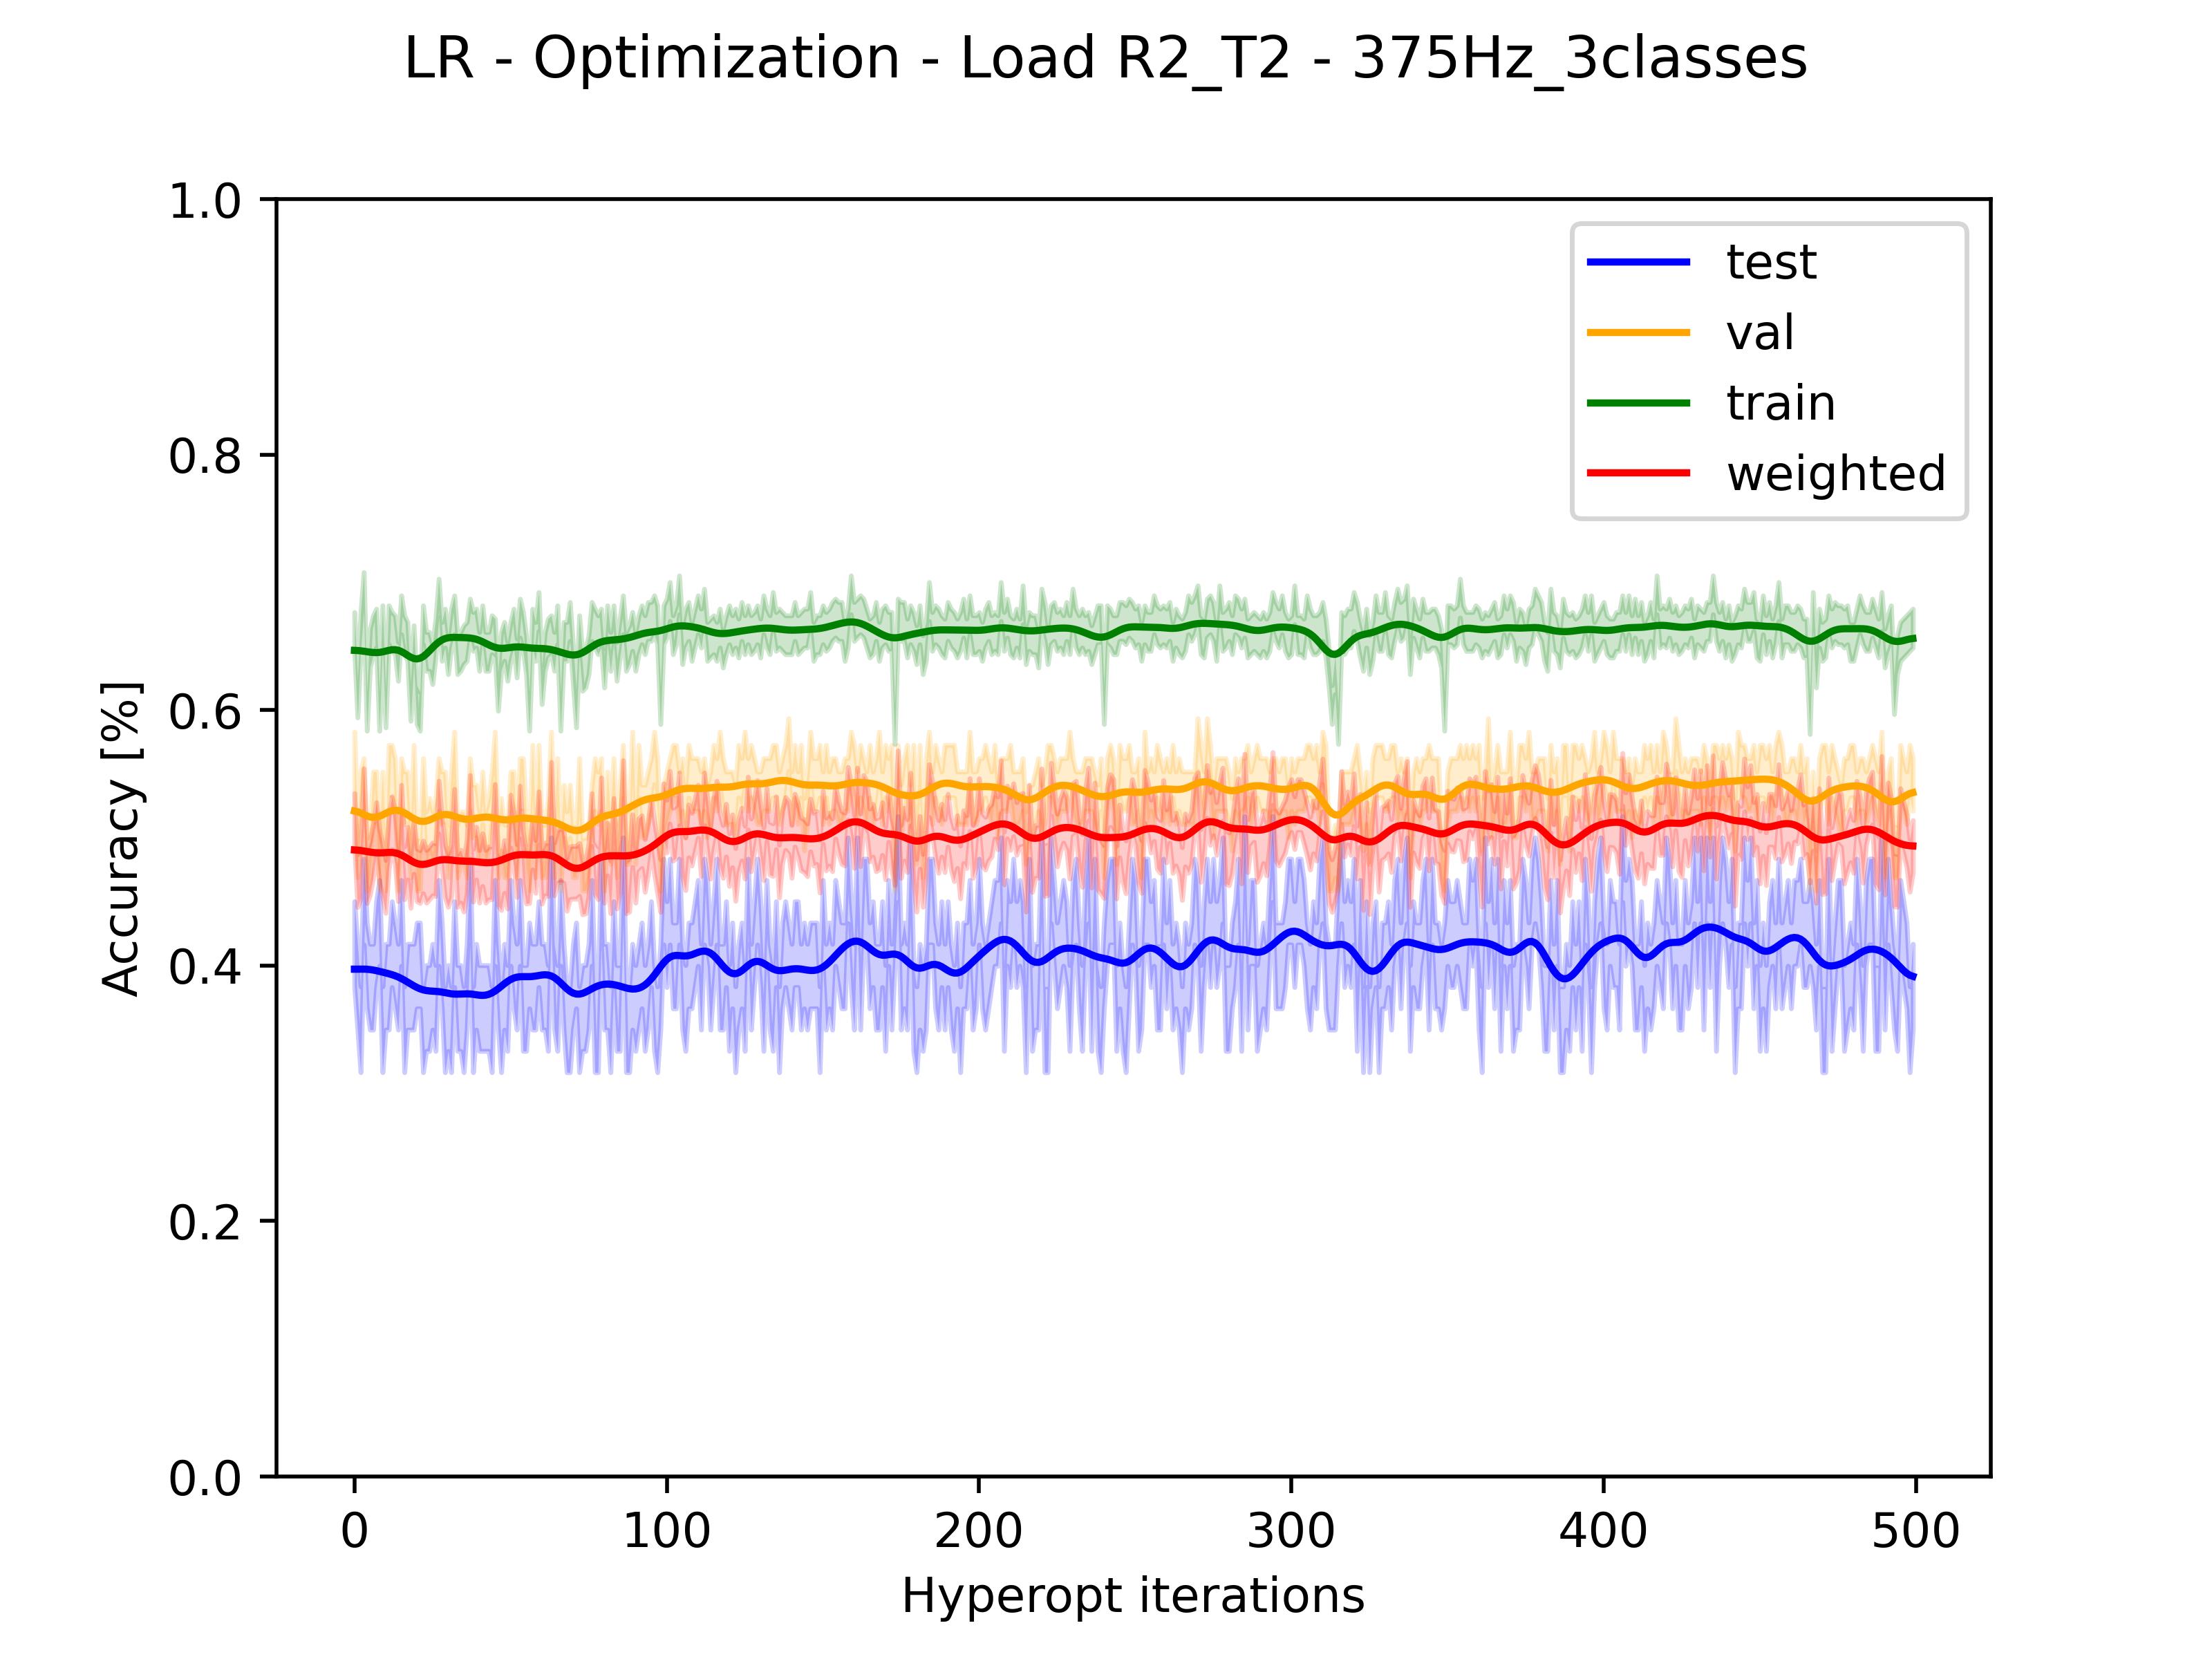 LR - Optimization - Load R2_T2 - 375Hz_3classes
1.0
0.8
0.6
0.4
0.2
0.0
Accuracy [%]
test
val
train
weighted
0 100 200 300 400 500
Hyperopt iterations